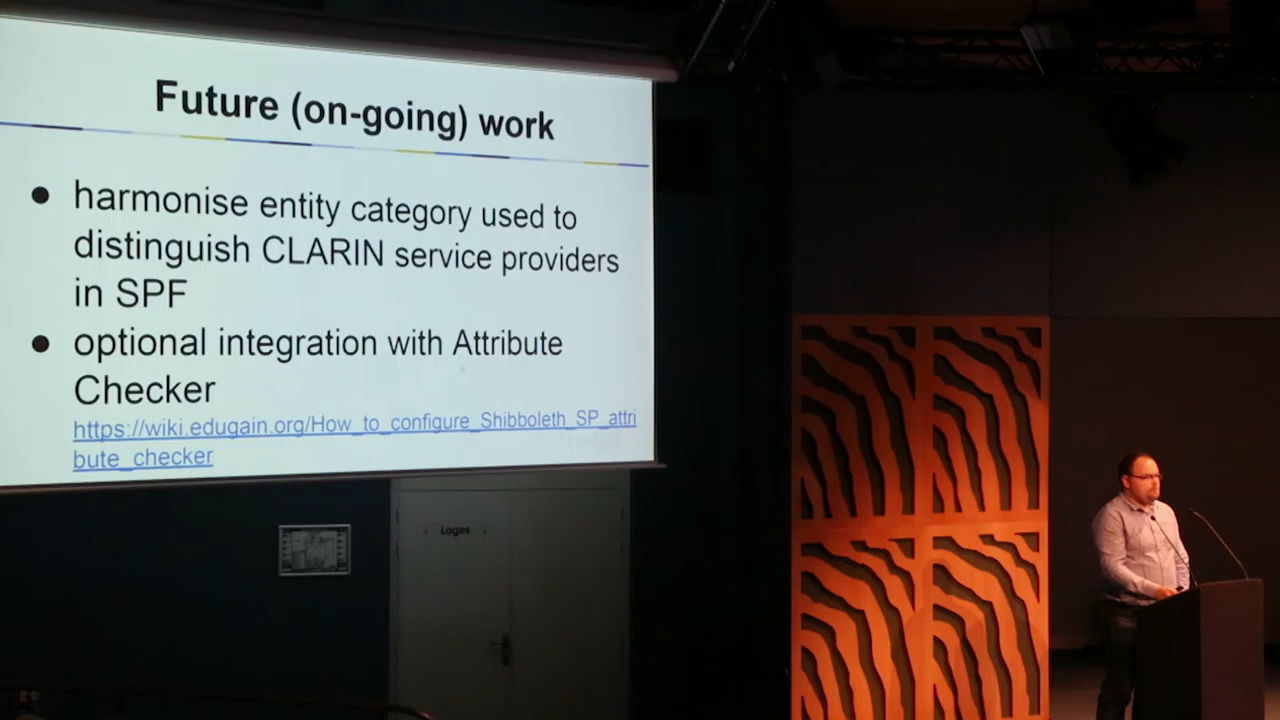 Future (on-going) work
● harmonise entity category used to
distinguish CLARIN service providers
in SPF
● optional integration with Attribute
Checker
https://wiki.edugain.org/How_to_configure_Shibboleth_SP_attri
bute_checker
Loges